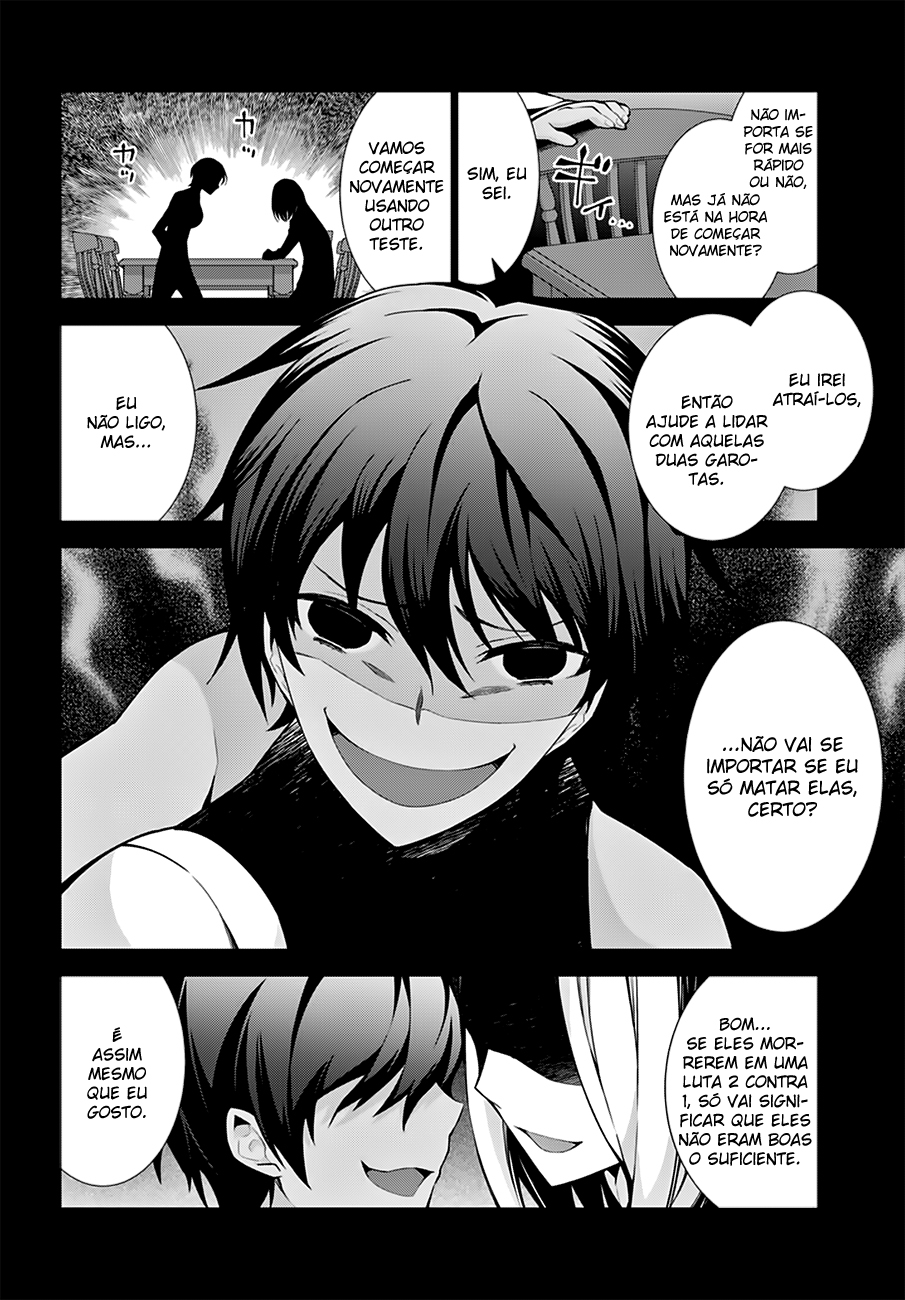 NÃO IM-
PORTA SE
FOR MAIS
RÁPIDO
OU NÃO,
MAS JÁ NÃO
ESTÁ NA HORA
DE COMEÇAR
NOVAMENTE?
ギィ...
SIM, EU
SEI.
VAMOS
COMEÇAR
NOVAMENTE
USANDO
OUTRO
TESTE.
カッ
カッ
EU IREI
ATRAÍ-LOS,
ENTÃO
AJUDE A LIDAR
COM AQUELAS
DUAS GARO-
TAS.
EU
NÃO LIGO,
MAS...
...NÃO VAI SE
IMPORTAR SE EU
SÓ MATAR ELAS,
CERTO?
BOM...
SE ELES MOR-
REREM EM UMA
LUTA 2 CONTRA
1, SÓ VAI SIGNI-
FICAR QUE ELES
NÃO ERAM BOAS
O SUFICIENTE.
É
ASSIM
MESMO
QUE EU
GOSTO.